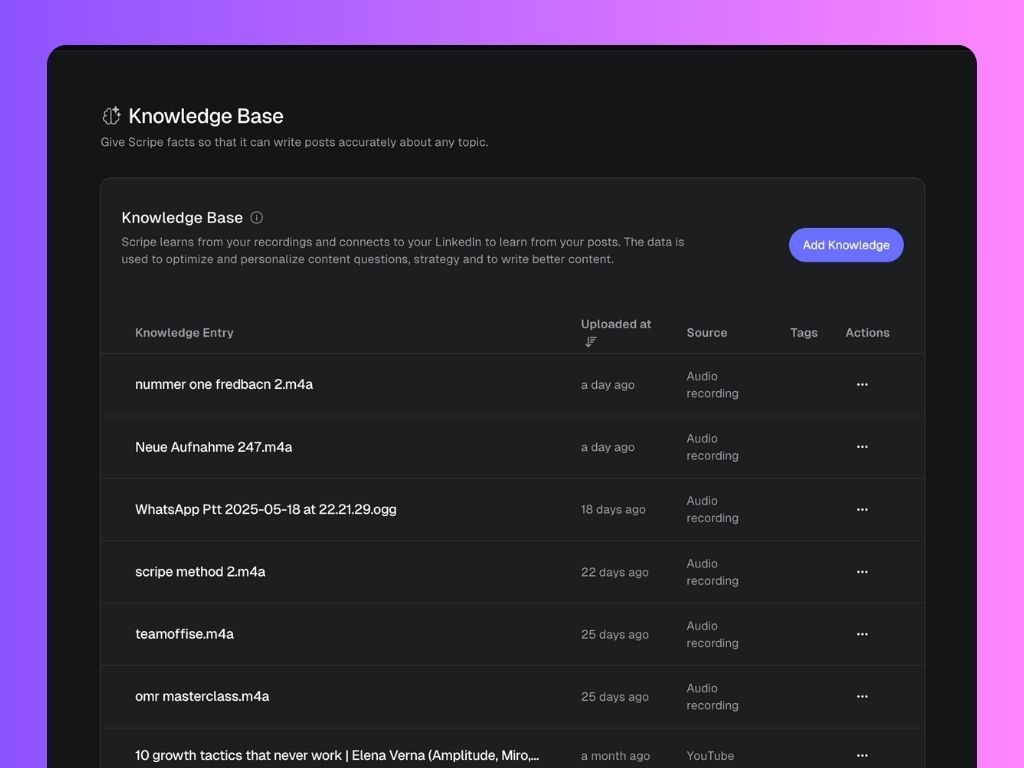 Knowledge Base
Give Scripe facts so that it can write posts accurately about any topic.
Knowledge Base
Scripe learns from your recordings and connects to your LinkedIn to learn from your posts. The data is
used to optimize and personalize content questions, strategy and to write better content.
Add Knowledge
Knowledge Entry
Uploaded at
Source
Tags
Actions
nummer one fredbacn 2.m4a
a day ago
Audio
recording
Neue Aufnahme 247.m4a
a day ago
Audio
recording
WhatsApp Ptt 2025-05-18 at 22.21.29.ogg
18 days ago
Audio
recording
scripe method 2.m4a
22 days ago
Audio
recording
teamoffise.m4a
25 days ago
Audio
recording
omr masterclass.m4a
25 days ago
Audio
recording
10 growth tactics that never work | Elena Verna (Amplitude, Miro,...
a month ago
YouTube